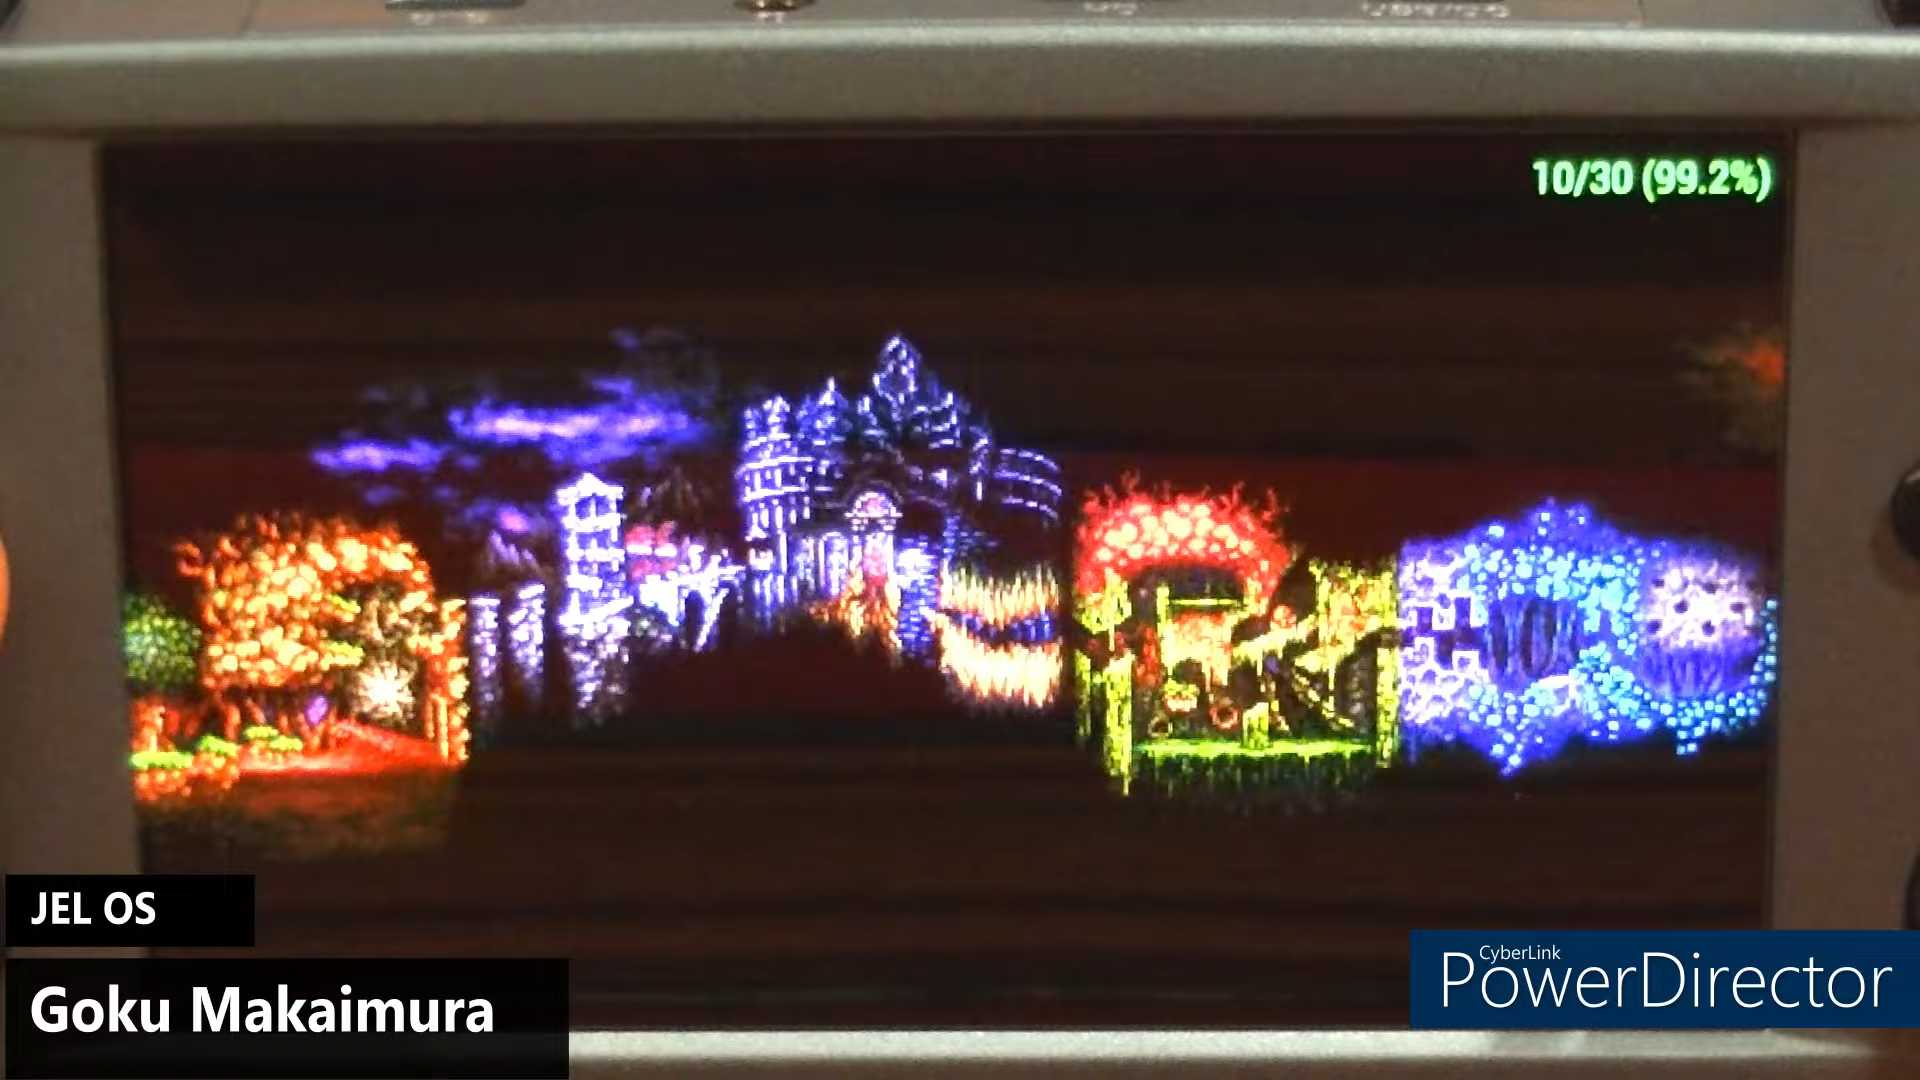 10/30 (99.2%)
JEL OS
Goku Makaimura
CyberLink
PowerDirector